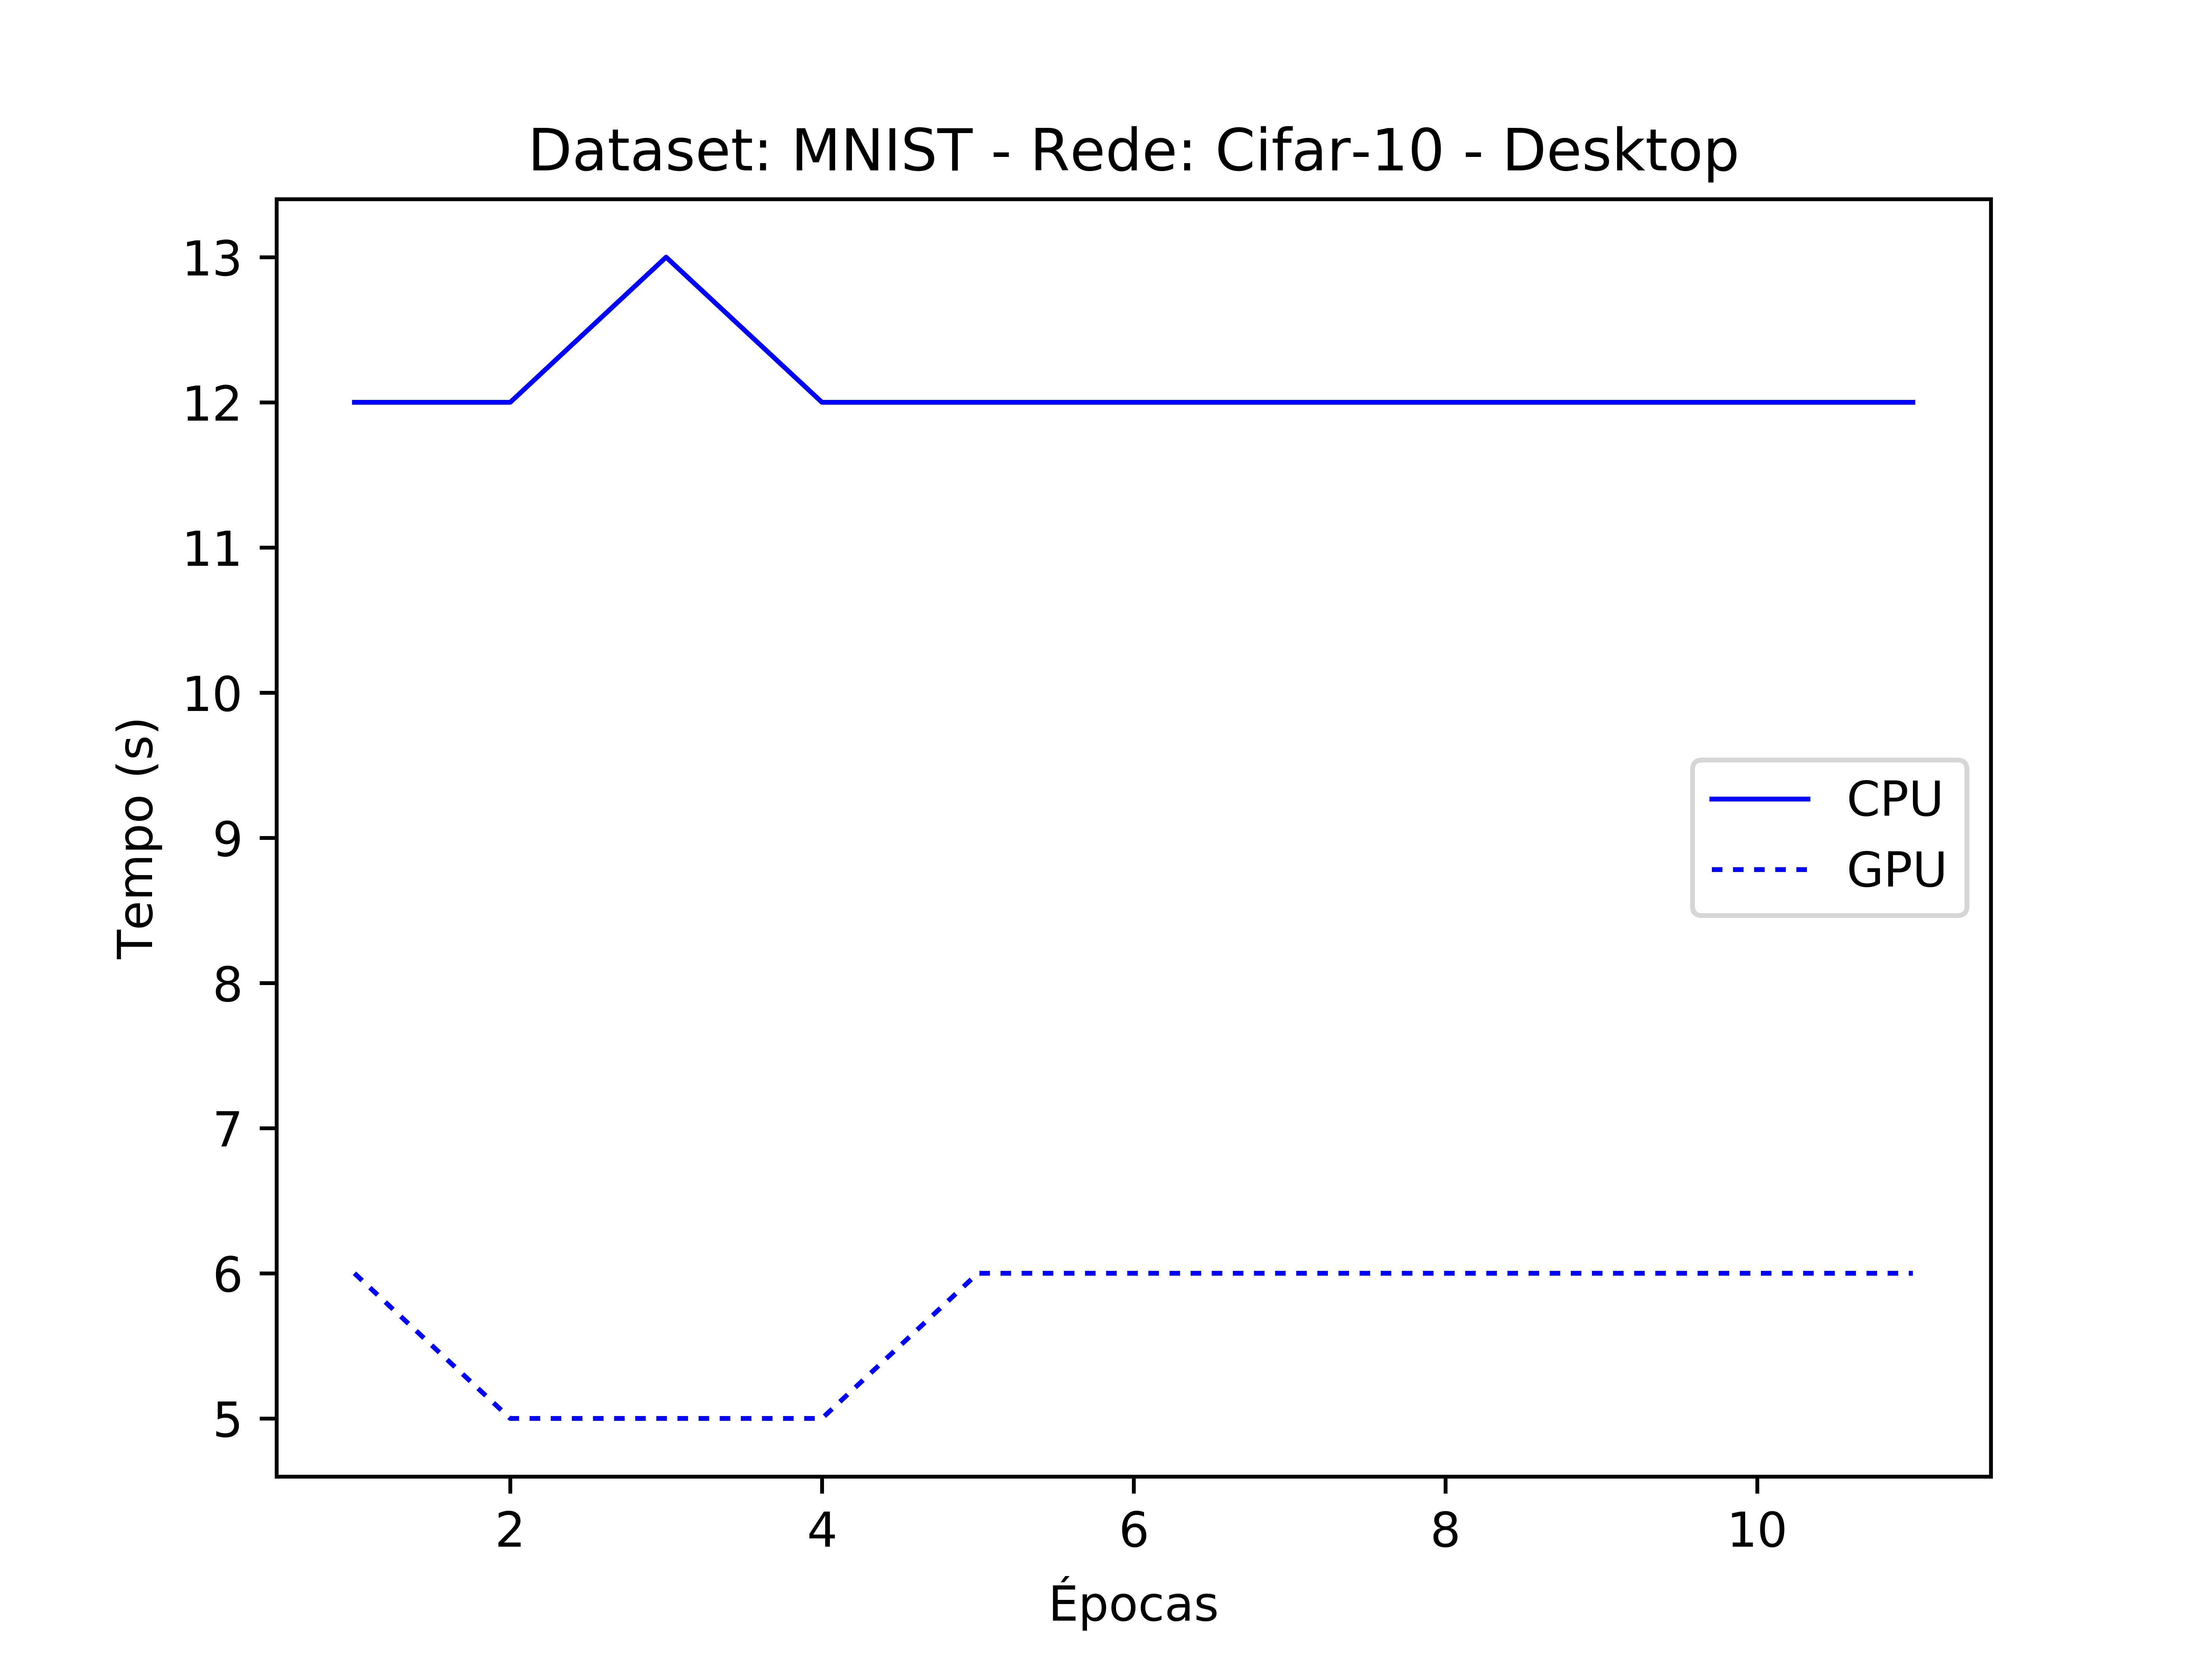 Dataset: MNIST - Rede: Cifar-10 - Desktop
13
12
11
10
9
8
7
6
5
Tempo (s)
CPU
GPU
2 4 6 8 10
Épocas